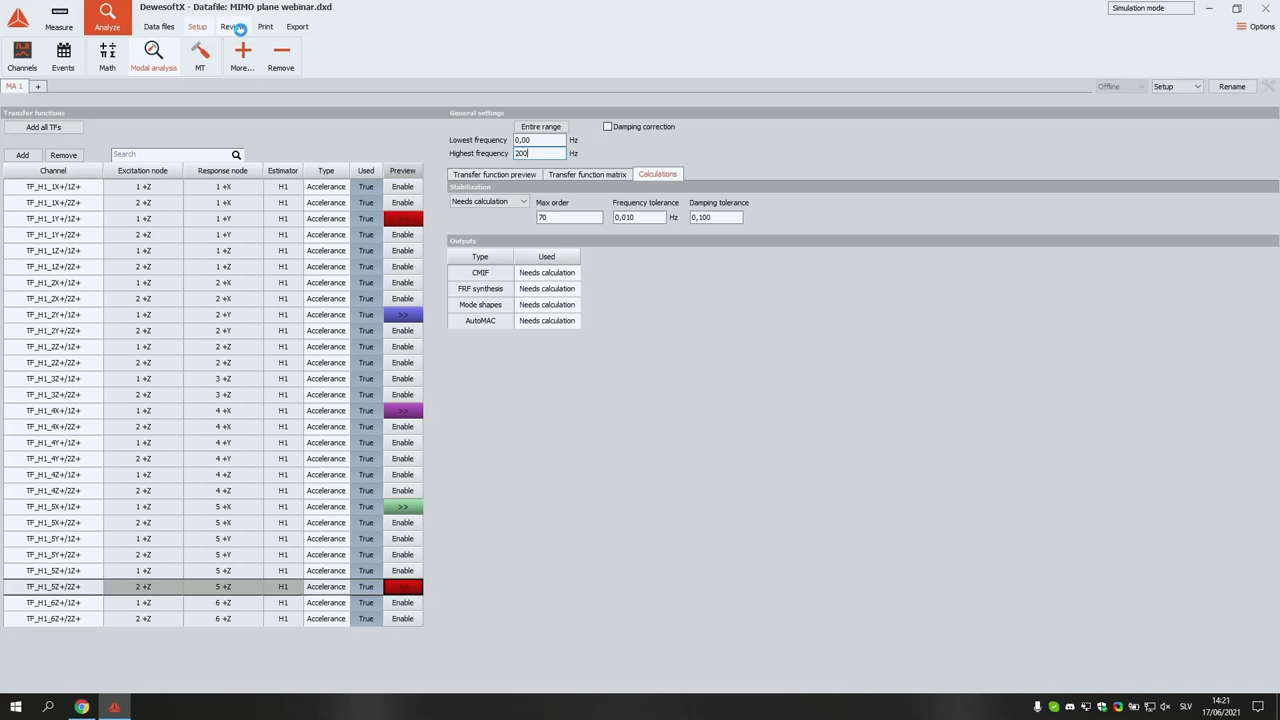 DewesoftX - Datafile: MIMO plane webinar.dxd
Simulation mode
Measure
Analyze
Data files Setup Review Print Export
Options
Channels Events Math Modal analysis MT More... Remove
MA 1 + Offline Setup Rename
Transfer functions
Add all TFs
Add Remove Search
Channel Excitation node Response node Estimator Type Used Preview
TF_H1_1X+/1Z+ 1 +Z 1 +X H1 Accelerance True Enable
TF_H1_1X+/2Z+ 2 +Z 1 +X H1 Accelerance True Enable
TF_H1_1Y+/1Z+ 1 +Z 1 +Y H1 Accelerance True >>
TF_H1_1Y+/2Z+ 2 +Z 1 +Y H1 Accelerance True Enable
TF_H1_1Z+/1Z+ 1 +Z 1 +Z H1 Accelerance True Enable
TF_H1_1Z+/2Z+ 2 +Z 1 +Z H1 Accelerance True Enable
TF_H1_2X+/1Z+ 1 +Z 2 +X H1 Accelerance True Enable
TF_H1_2X+/2Z+ 2 +Z 2 +X H1 Accelerance True Enable
TF_H1_2Y+/1Z+ 1 +Z 2 +Y H1 Accelerance True >>
TF_H1_2Y+/2Z+ 2 +Z 2 +Y H1 Accelerance True Enable
TF_H1_2Z+/1Z+ 1 +Z 2 +Z H1 Accelerance True Enable
TF_H1_2Z+/2Z+ 2 +Z 2 +Z H1 Accelerance True Enable
TF_H1_3Z+/1Z+ 1 +Z 3 +Z H1 Accelerance True Enable
TF_H1_3Z+/2Z+ 2 +Z 3 +Z H1 Accelerance True Enable
TF_H1_4X+/1Z+ 1 +Z 4 +X H1 Accelerance True >>
TF_H1_4X+/2Z+ 2 +Z 4 +X H1 Accelerance True Enable
TF_H1_4Y+/1Z+ 1 +Z 4 +Y H1 Accelerance True Enable
TF_H1_4Y+/2Z+ 2 +Z 4 +Y H1 Accelerance True Enable
TF_H1_4Z+/1Z+ 1 +Z 4 +Z H1 Accelerance True Enable
TF_H1_4Z+/2Z+ 2 +Z 4 +Z H1 Accelerance True Enable
TF_H1_5X+/1Z+ 1 +Z 5 +X H1 Accelerance True >>
TF_H1_5X+/2Z+ 2 +Z 5 +X H1 Accelerance True Enable
TF_H1_5Y+/1Z+ 1 +Z 5 +Y H1 Accelerance True Enable
TF_H1_5Y+/2Z+ 2 +Z 5 +Y H1 Accelerance True Enable
TF_H1_5Z+/1Z+ 1 +Z 5 +Z H1 Accelerance True Enable
TF_H1_5Z+/2Z+ 2 +Z 5 +Z H1 Accelerance True >>
TF_H1_6Z+/1Z+ 1 +Z 6 +Z H1 Accelerance True Enable
TF_H1_6Z+/2Z+ 2 +Z 6 +Z H1 Accelerance True Enable
General settings
Entire range Damping correction
Lowest frequency 0,00 Hz
Highest frequency 200 Hz
Transfer function preview Transfer function matrix Calculations
Stabilization
Needs calculation Max order Frequency tolerance Damping tolerance
70 0,010 Hz 0,100
Outputs
Type Used
CMIF Needs calculation
FRF synthesis Needs calculation
Mode shapes Needs calculation
AutoMAC Needs calculation
SLV
14:21
17/06/2021